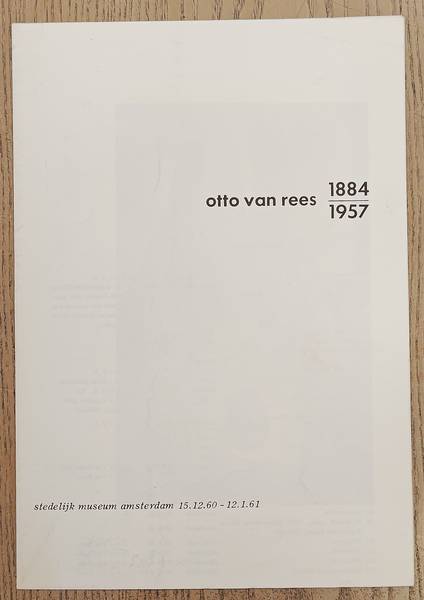 otto van rees 1884
1957
stedelijk museum amsterdam 15.12.60 - 12.1.61